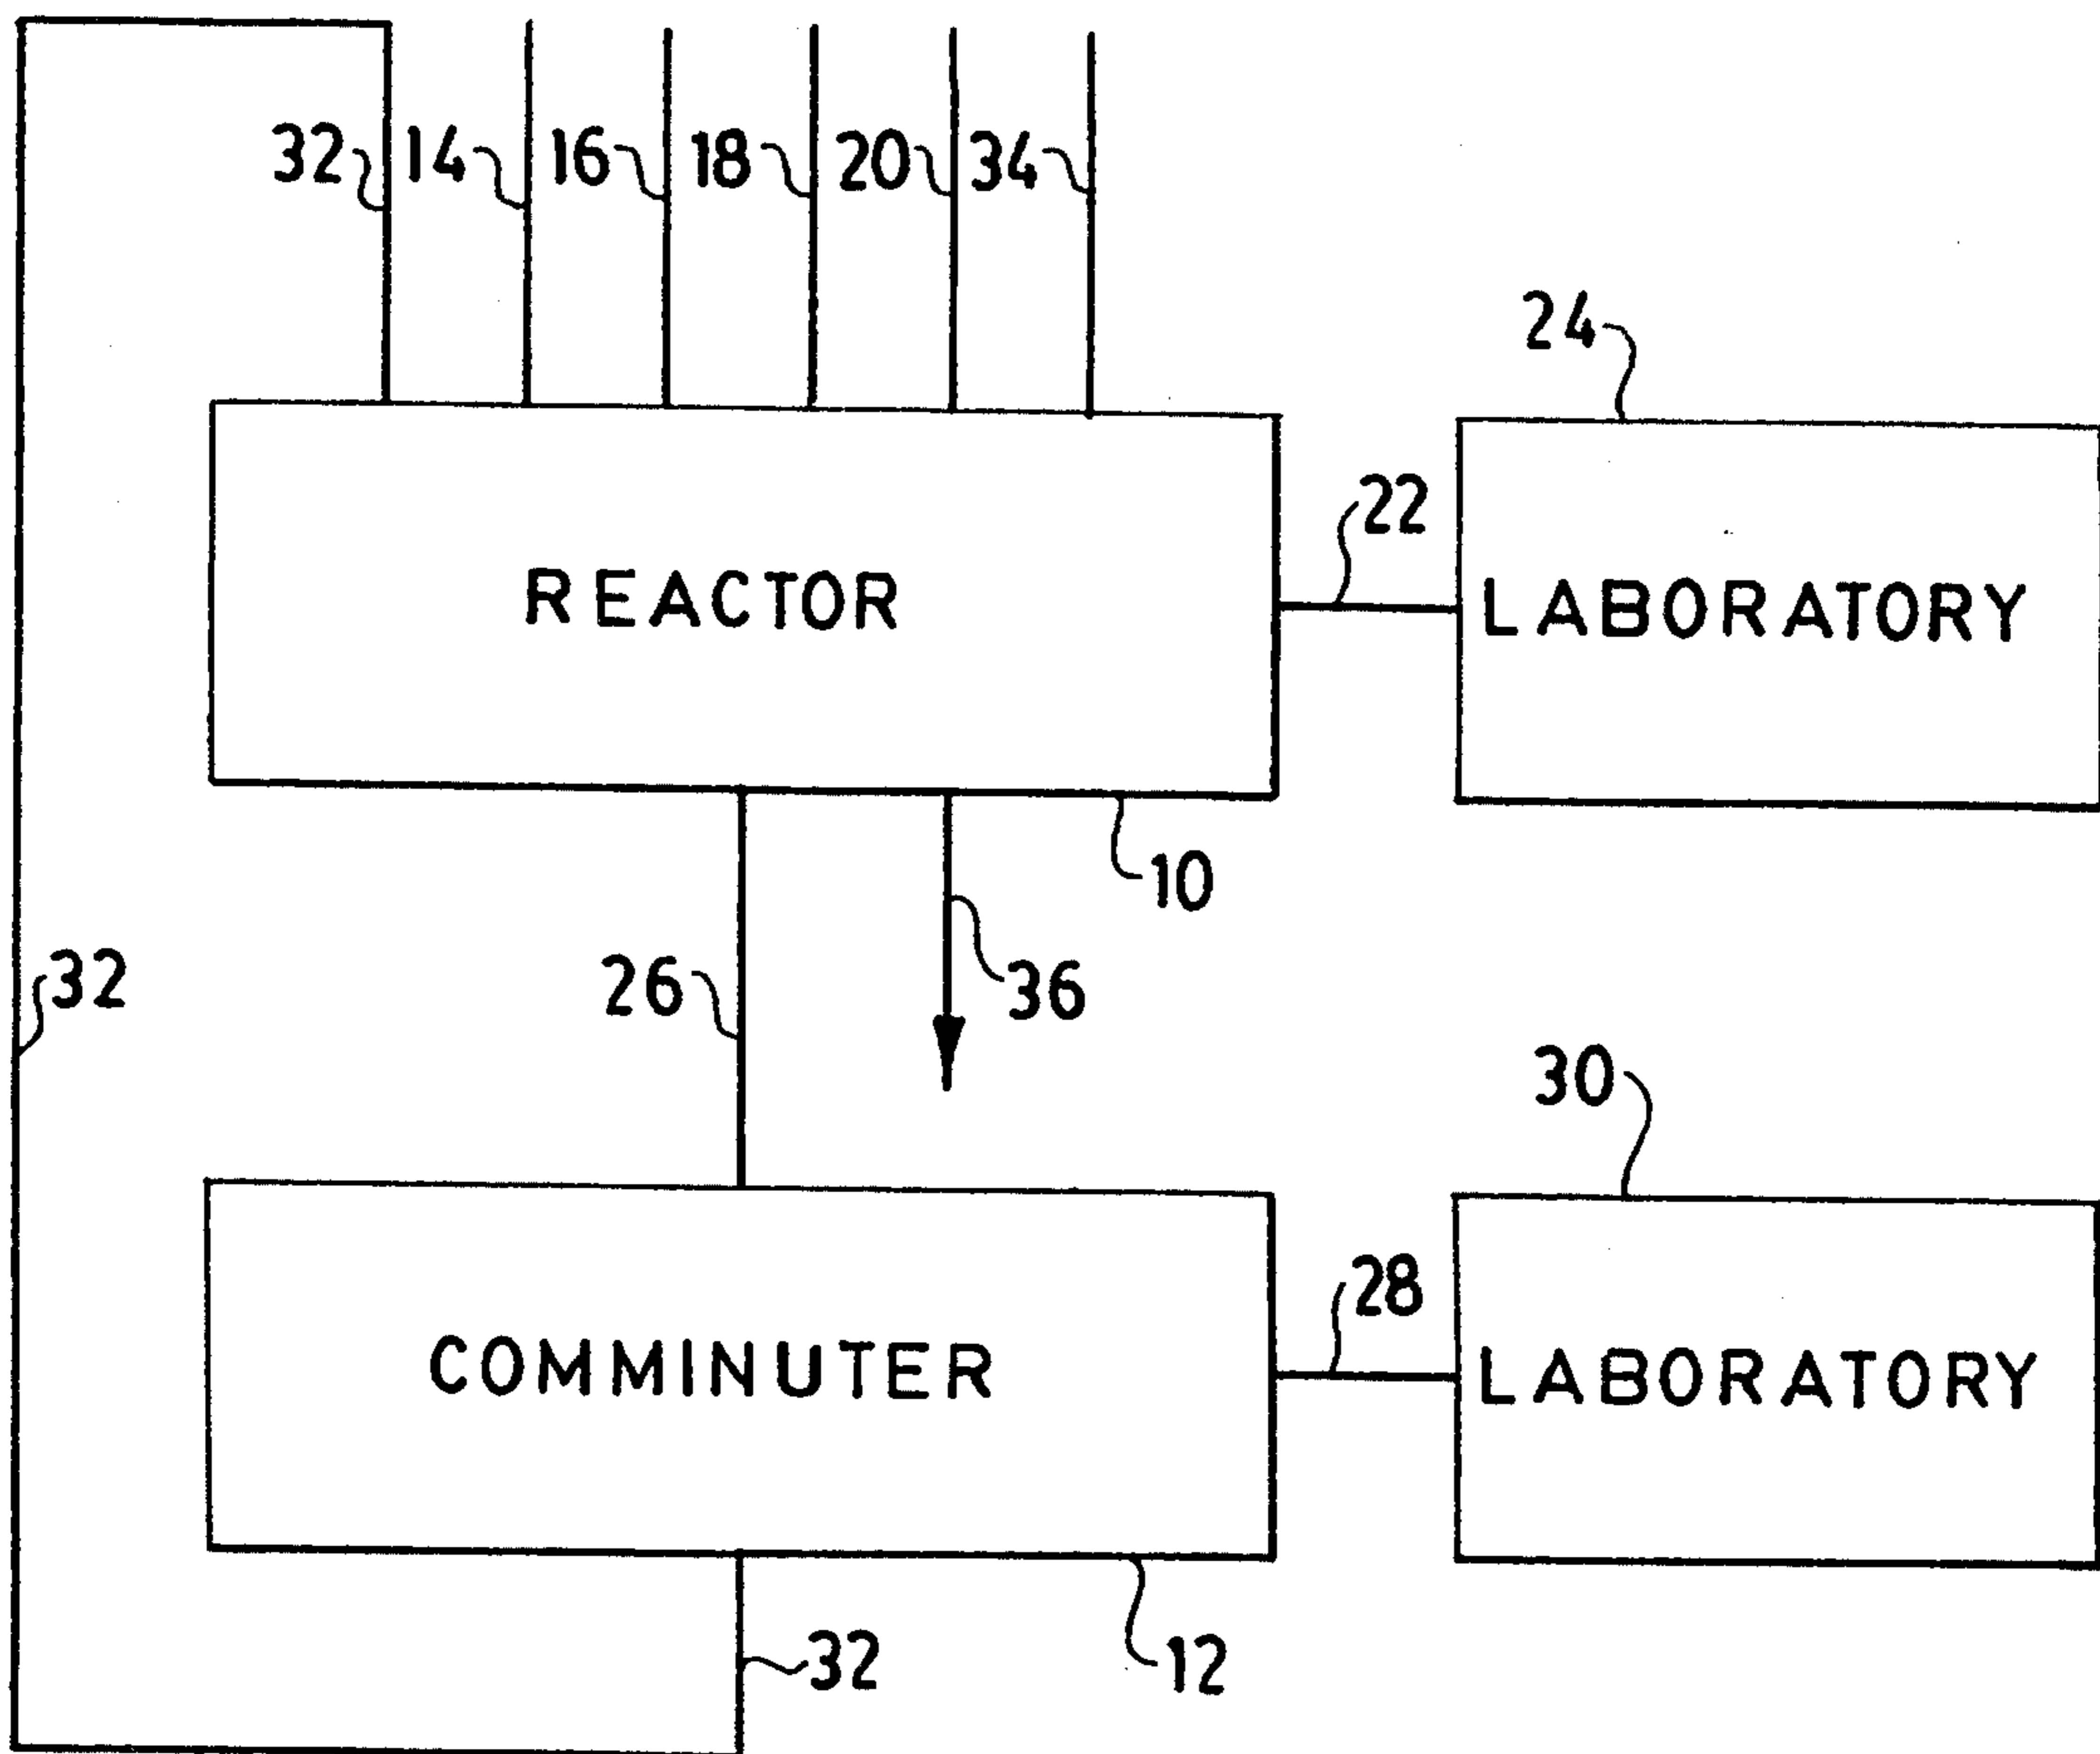 32 14 16 18 20 34
24
22
REACTOR
LABORATORY
10
32
26
36
30
28
COMMINUTER
LABORATORY
32
12